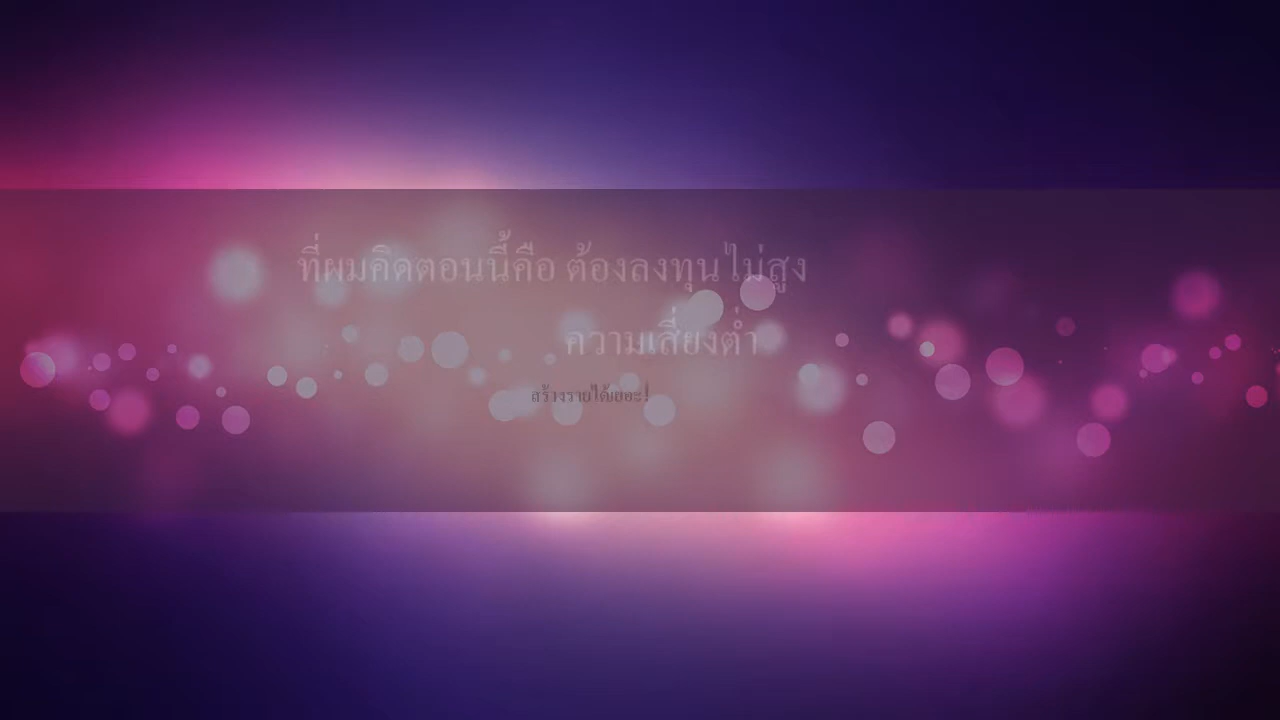 ที่ผมคิดตอนนี้คือ ต้องลงทุนไม่สูง
ความเสี่ยงต่ำ
สร้างรายได้เยอะ!